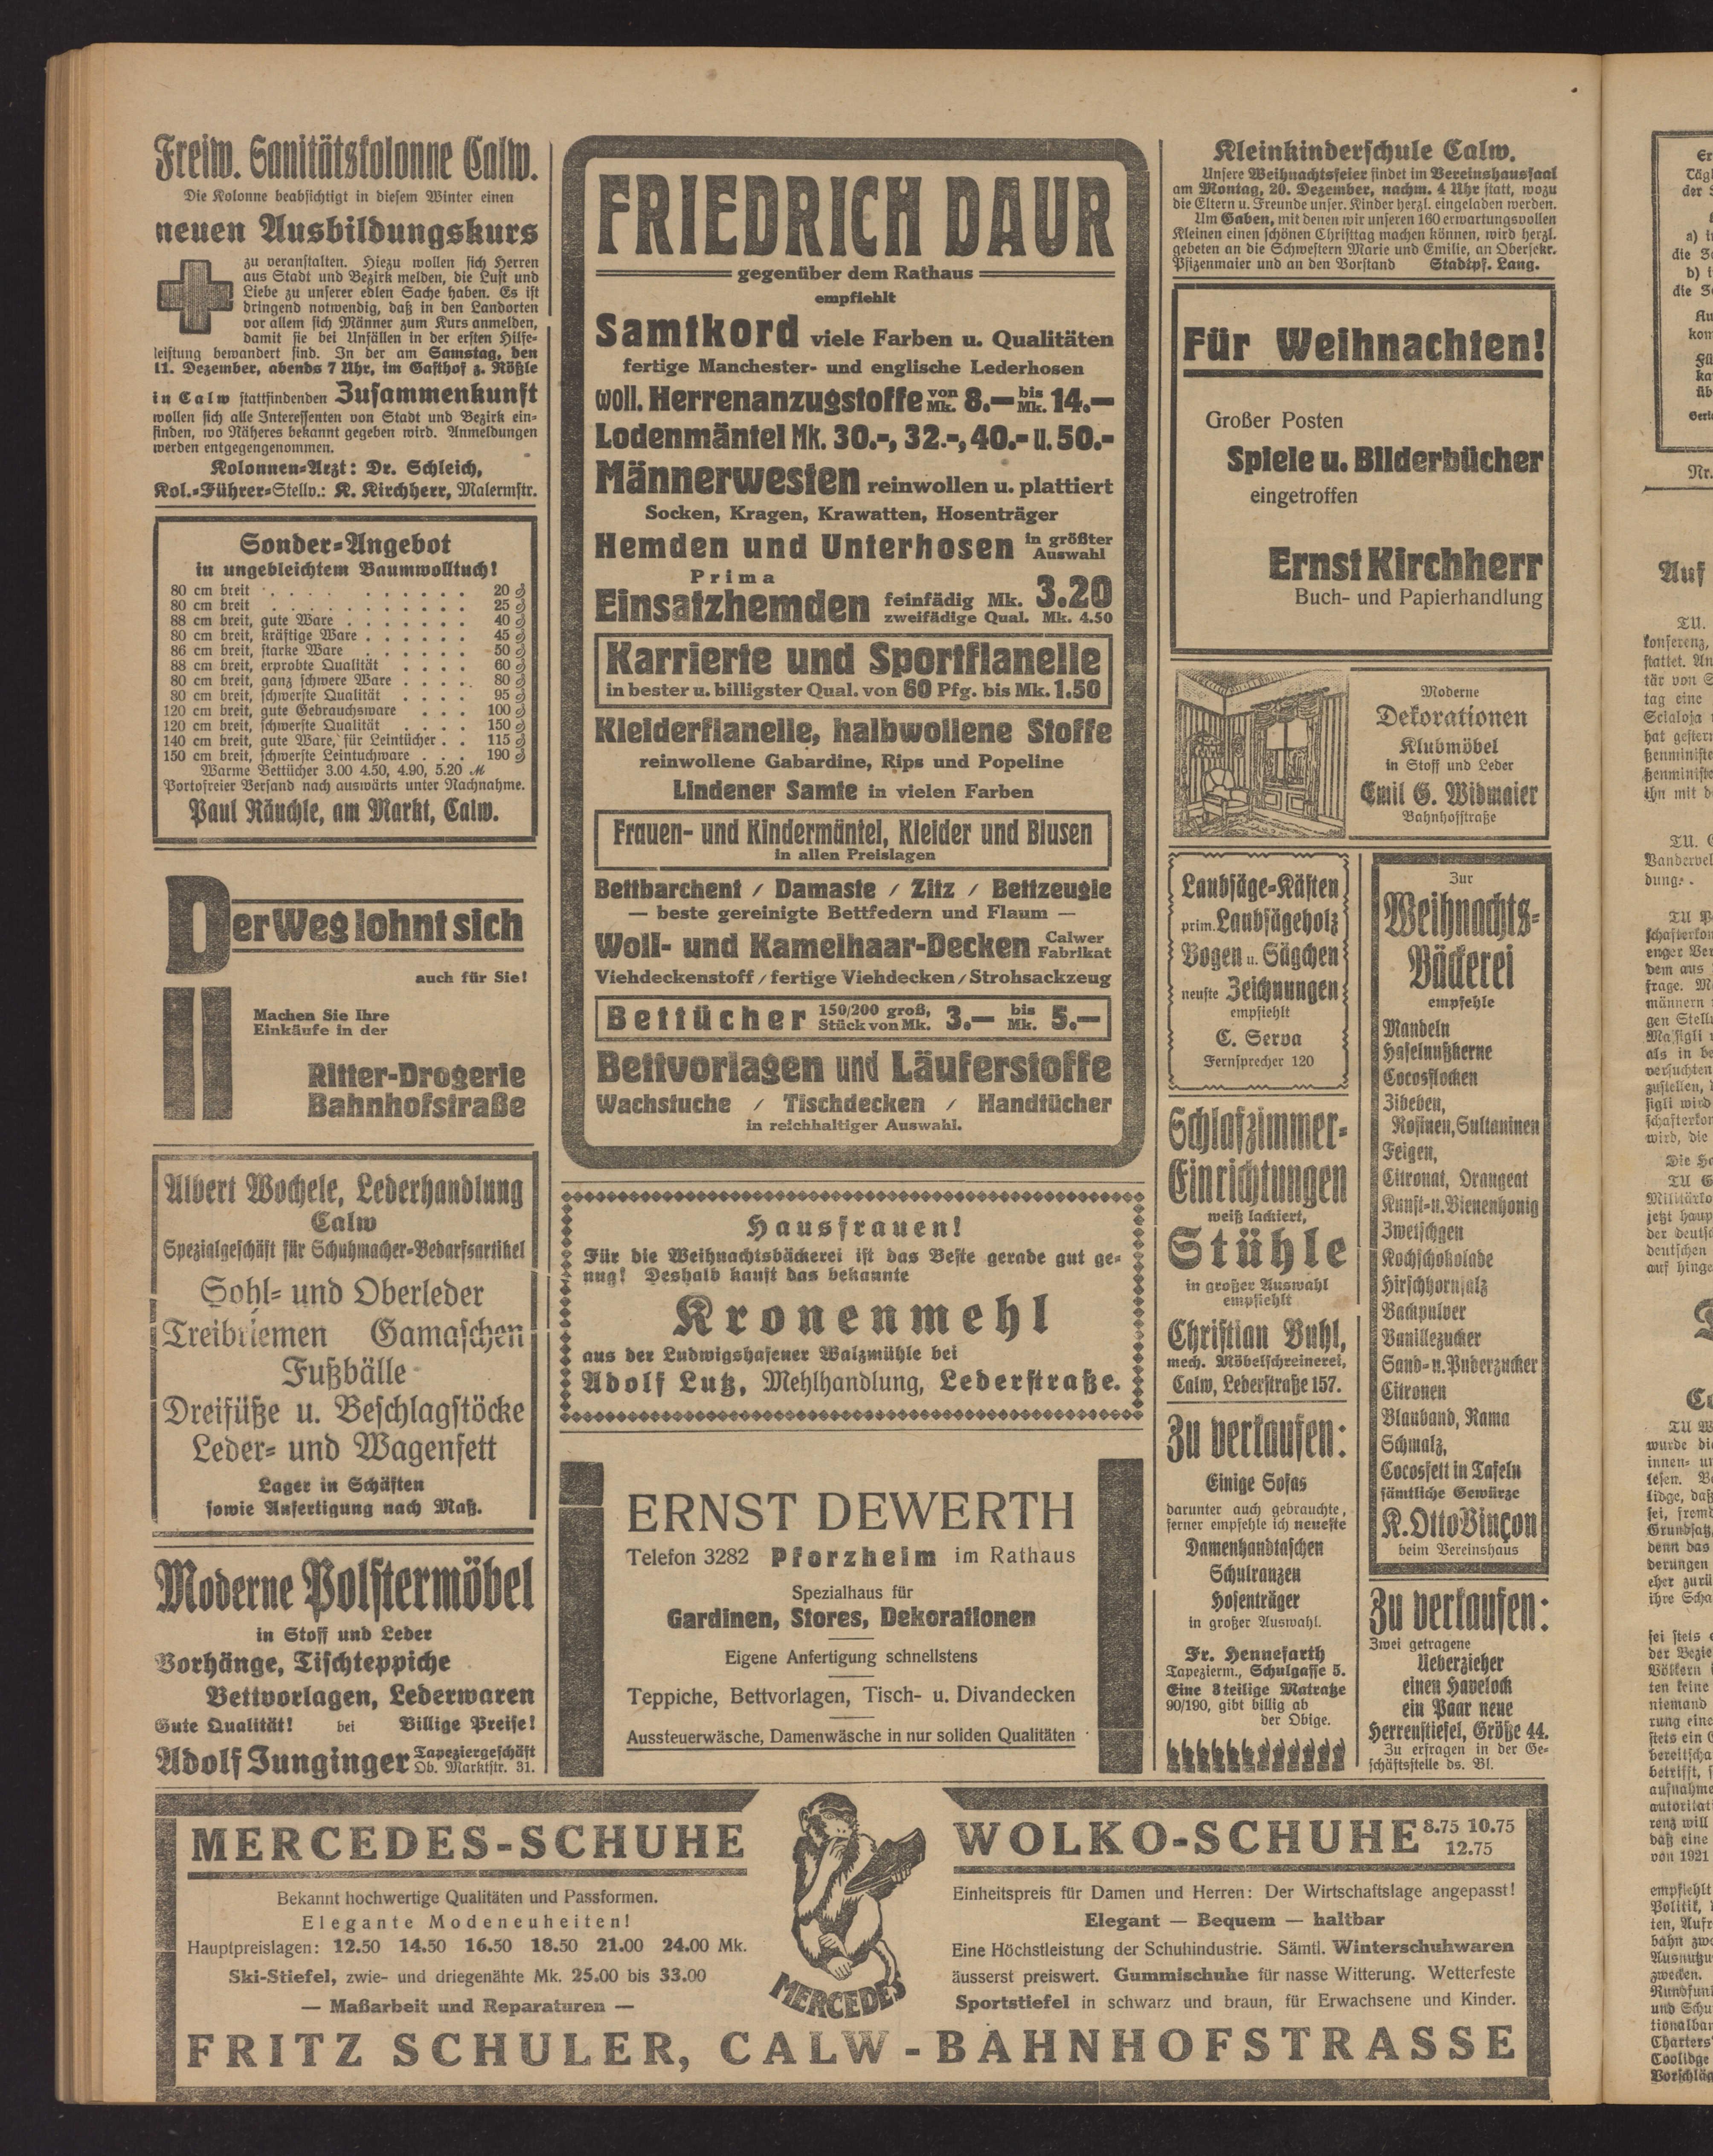 Freiw. Sanitätskolonne Calw.
Die Kolonne beabsichtigt in diesem Winter einen
neuen Ausbildungskurs
zu veranstalten. Hiezu wollen sich Herren
aus Stadt und Bezirk melden, die Lust und
Liebe zu unserer edlen Sache haben. Es ist
dringend notwendig, daß in den Landorten
vor allem sich Männer zum Kurs anmelden,
damit sie bei Unfällen in der ersten Hilfe-
leistung bewandert sind. In der am Samstag, den
11. Dezember, abends 7 Uhr, im Gasthof z. Rößle
in Calw stattfindenden Zusammenkunft
wollen sich alle Interessenten von Stadt und Bezirk ein-
finden, wo Näheres bekannt gegeben wird. Anmeldungen
werden entgegengenommen.
Kolonnen-Arzt: Dr. Schleich,
Kol.-Führer-Stellv.: K. Kirchherr, Malermstr.
Sonder-Angebot
in ungebleichtem Baumwolltuch!
80 cm breit . . . . . . . . . . 20 ₰
80 cm breit . . . . . . . . . . 25 ₰
88 cm breit, gute Ware . . . . . . . 40 ₰
80 cm breit, kräftige Ware . . . . . . 45 ₰
86 cm breit, starke Ware . . . . . . 50 ₰
88 cm breit, erprobte Qualität . . . . 60 ₰
80 cm breit, ganz schwere Ware . . . . 80 ₰
80 cm breit, schwerste Qualität . . . . 95 ₰
120 cm breit, gute Gebrauchsware . . . 100 ₰
120 cm breit, schwerste Qualität . . . . 150 ₰
140 cm breit, gute Ware, für Leintücher . . 115 ₰
150 cm breit, schwerste Leintuchware . . . 190 ₰
Warme Bettücher 3.00 4.50, 4.90, 5.20 ℳ
Portofreier Versand nach auswärts unter Nachnahme.
Paul Räuchle, am Markt, Calw.
Der Weg lohnt sich
auch für Sie!
Machen Sie Ihre
Einkäufe in der
Ritter-Drogerie
Bahnhofstraße
Albert Wochele, Lederhandlung
Calw
Spezialgeschäft für Schuhmacher-Bedarfsartikel
Sohl- und Oberleder
Treibriemen Gamaschen
Fußbälle
Dreifüße u. Beschlagstöcke
Leder- und Wagenfett
Lager in Schäften
sowie Anfertigung nach Maß.
Moderne Polstermöbel
in Stoff und Leder
Vorhänge, Tischteppiche
Bettvorlagen, Lederwaren
Gute Qualität! bei Billige Preise!
Adolf Junginger Tapeziergeschäft
Ob. Marktstr. 31.
FRIEDRICH DAUR
gegenüber dem Rathaus
empfiehlt
Samtkord viele Farben u. Qualitäten
fertige Manchester- und englische Lederhosen
woll. Herrenanzugstoffe von Mk. 8.— bis Mk. 14.—
Lodenmäntel Mk. 30.-, 32.-, 40.- u. 50.-
Männerwesten reinwollen u. plattiert
Socken, Kragen, Krawatten, Hosenträger
Hemden und Unterhosen in größter
Auswahl
Prima
Einsatzhemden feinfädig Mk. 3.20
zweifädige Qual. Mk. 4.50
Karrierte und Sportflanelle
in bester u. billigster Qual. von 60 Pfg. bis Mk. 1.50
Kleiderflanelle, halbwollene Stoffe
reinwollene Gabardine, Rips und Popeline
Lindener Samte in vielen Farben
Frauen- und Kindermäntel, Kleider und Blusen
in allen Preislagen
Bettbarchent / Damaste / Zitz / Bettzeugle
— beste gereinigte Bettfedern und Flaum —
Woll- und Kamelhaar-Decken Calwer
Fabrikat
Viehdeckenstoff / fertige Viehdecken / Strohsackzeug
Bettücher 150/200 groß,
Stück von Mk. 3.— bis Mk. 5.—
Bettvorlagen und Läuferstoffe
Wachstuche / Tischdecken / Handtücher
in reichhaltiger Auswahl.
Hausfrauen!
Für die Weihnachtsbäckerei ist das Beste gerade gut ge-
nug! Deshalb kauft das bekannte
Kronenmehl
aus der Ludwigshafener Walzmühle bei
Adolf Lutz, Mehlhandlung, Lederstraße.
ERNST DEWERTH
Telefon 3282 Pforzheim im Rathaus
Spezialhaus für
Gardinen, Stores, Dekorationen
Eigene Anfertigung schnellstens
Teppiche, Bettvorlagen, Tisch- u. Divandecken
Aussteuerwäsche, Damenwäsche in nur soliden Qualitäten
Kleinkinderschule Calw.
Unsere Weihnachtsfeier findet im Vereinshaussaal
am Montag, 20. Dezember, nachm. 4 Uhr statt, wozu
die Eltern u. Freunde unser. Kinder herzl. eingeladen werden.
Um Gaben, mit denen wir unseren 160 erwartungsvollen
Kleinen einen schönen Christtag machen können, wird herzl.
gebeten an die Schwestern Marie und Emilie, an Obersekr.
Pfizenmaier und an den Vorstand Stadtpf. Lang.
Für Weihnachten!
Großer Posten
Spiele u. Bilderbücher
eingetroffen
Ernst Kirchherr
Buch- und Papierhandlung
Moderne
Dekorationen
Klubmöbel
in Stoff und Leder
Emil G. Widmaier
Bahnhofstraße
Laubsäge-Kästen
prim. Laubsägeholz
Bogen u. Sägchen
neuste Zeichnungen
empfiehlt
C. Serva
Fernsprecher 120
Schlafzimmer-
Einrichtungen
weiß lackiert,
Stühle
in großer Auswahl
empfiehlt
Christian Buhl,
mech. Möbelschreinerei,
Calw, Lederstraße 157.
Zu verkaufen:
Einige Sofas
darunter auch gebrauchte,
ferner empfehle ich neueste
Damenhandtaschen
Schulranzen
Hosenträger
in großer Auswahl.
Fr. Hennefarth
Tapezierm., Schulgasse 5.
Eine 3teilige Matratze
90/190, gibt billig ab
der Obige.
Zur
Weihnachts-
Bäckerei
empfehle
Mandeln
Haselnußkerne
Cocosflocken
Zibeben,
Rosinen, Sultaninen
Feigen,
Citronat, Orangeat
Kunst- u. Bienenhonig
Zwetschgen
Kochschokolade
Hirschhornsalz
Backpulver
Vanillezucker
Sand- u. Puderzucker
Citronen
Blauband, Rama
Schmalz,
Cocosfett in Tafeln
sämtliche Gewürze
K. Otto Vinçon
beim Vereinshaus
Zu verkaufen:
Zwei getragene
Ueberzieher
einen Havelock
ein Paar neue
Herrenstiefel, Größe 44.
Zu erfragen in der Ge-
schäftsstelle ds. Bl.
MERCEDES-SCHUHE
Bekannt hochwertige Qualitäten und Passformen.
Elegante Modeneuheiten!
Hauptpreislagen: 12.50 14.50 16.50 18.50 21.00 24.00 Mk.
Ski-Stiefel, zwie- und driegenähte Mk. 25.00 bis 33.00
— Maßarbeit und Reparaturen —
MERCEDES
WOLKO-SCHUHE 8.75 10.75
12.75
Einheitspreis für Damen und Herren: Der Wirtschaftslage angepasst!
Elegant — Bequem — haltbar
Eine Höchstleistung der Schuhindustrie. Sämtl. Winterschuhwaren
äusserst preiswert. Gummischuhe für nasse Witterung. Wetterfeste
Sportstiefel in schwarz und braun, für Erwachsene und Kinder.
FRITZ SCHULER, CALW - BAHNHOFSTRASSE